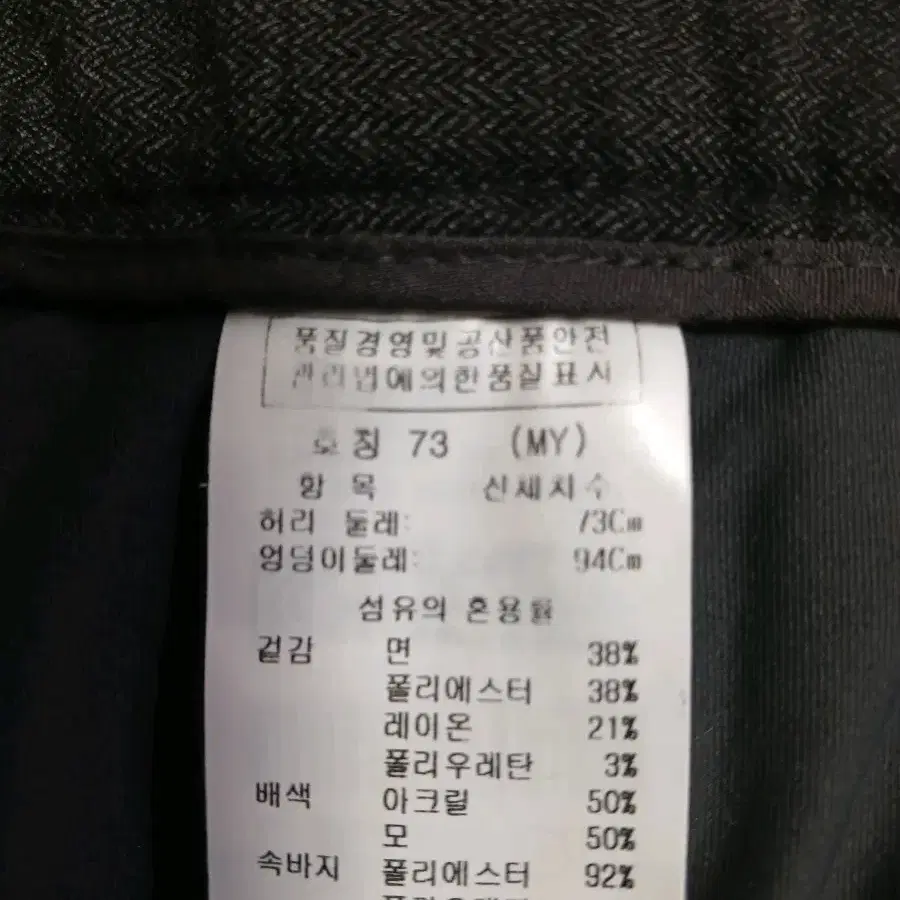 품질경영및공산품안전
관리법에의한품질표시
호칭 73 (MY)
항 목 신체치수
허리 둘레: 73Cm
엉덩이둘레: 94Cm
섬유의 혼용률
겉감 면 38%
폴리에스터 38%
레이온 21%
폴리우레탄 3%
배색 아크릴 50%
모 50%
속바지 폴리에스터 92%